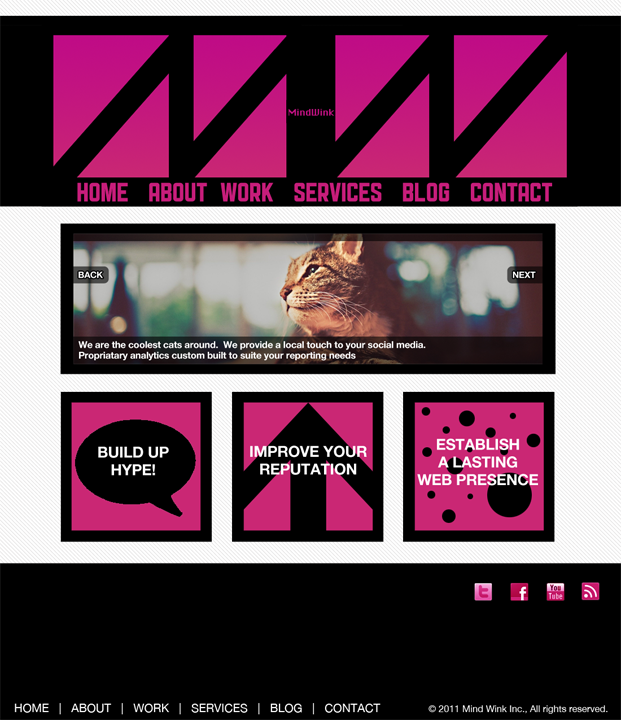 MindWink
HOME ABOUT WORK SERVICES BLOG CONTACT
BACK
NEXT
We are the coolest cats around. We provide a local touch to your social media.
Propriatary analytics custom built to suite your reporting needs
BUILD UP
HYPE!
IMPROVE YOUR
REPUTATION
ESTABLISH
A LASTING
WEB PRESENCE
t
f
You
Tube
HOME | ABOUT | WORK | SERVICES | BLOG | CONTACT
© 2011 Mind Wink Inc., All rights reserved.